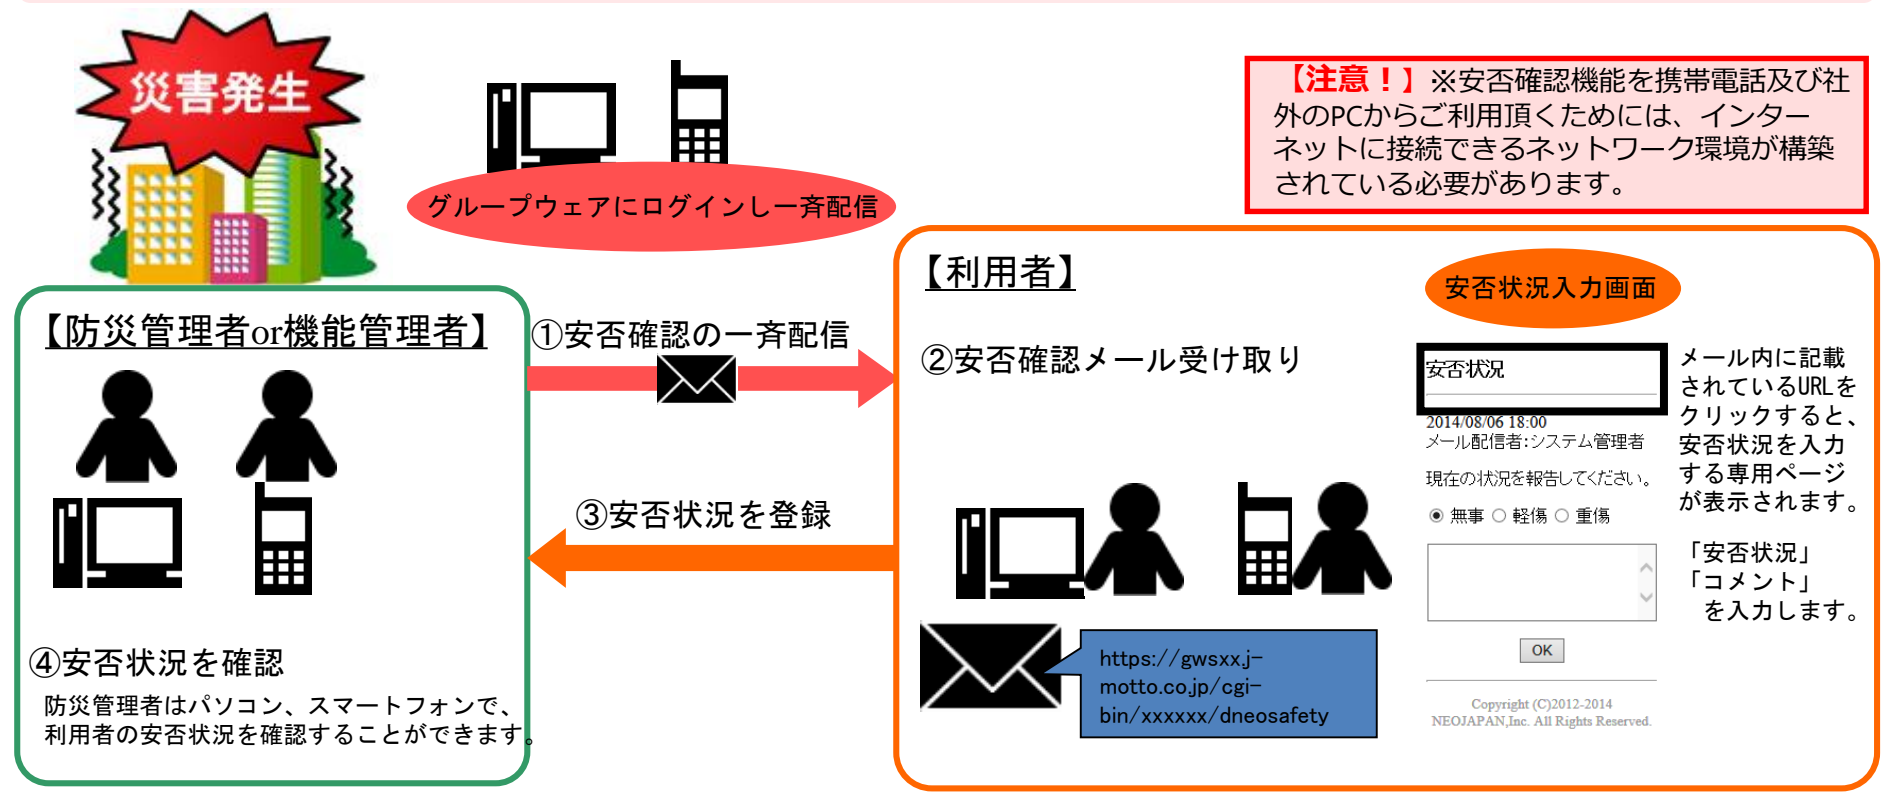 災害発生
グループウェアにログインし一斉配信
【注意！】※安否確認機能を携帯電話及び社
外のPCからご利用頂くためには、インター
ネットに接続できるネットワーク環境が構築
されている必要があります。
【防災管理者or機能管理者】
①安否確認の一斉配信
③安否状況を登録
④安否状況を確認
防災管理者はパソコン、スマートフォンで、
利用者の安否状況を確認することができます。
【利用者】
②安否確認メール受け取り
https://gwsxx.j-
motto.co.jp/cgi-
bin/xxxxxx/dneosafety
安否状況入力画面
安否状況
2014/08/06 18:00
メール配信者:システム管理者
現在の状況を報告してください。
無事 軽傷 重傷
OK
Copyright (C)2012-2014
NEOJAPAN,Inc. All Rights Reserved.
メール内に記載
されているURLを
クリックすると、
安否状況を入力
する専用ページ
が表示されます。
「安否状況」
「コメント」
を入力します。